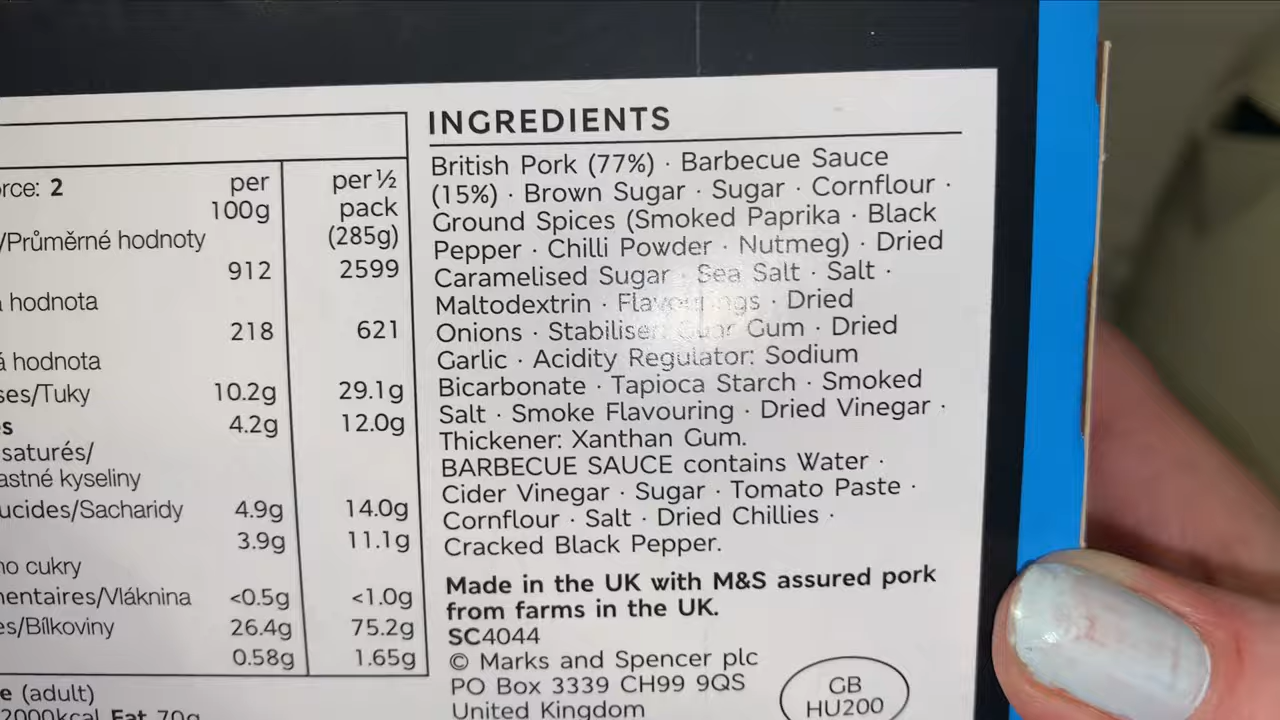 orce: 2
per
100g
per ½
pack
(285g)
/Průměrné hodnoty
912 2599
á hodnota
218 621
á hodnota
ses/Tuky 10.2g 29.1g
s 4.2g 12.0g
saturés/
astné kyseliny
ucides/Sacharidy 4.9g 14.0g
3.9g 11.1g
ho cukry
mentaires/Vláknina <0.5g <1.0g
es/Bílkoviny 26.4g 75.2g
0.58g 1.65g
e (adult)
2000kcal Fat 70g
INGREDIENTS
British Pork (77%) · Barbecue Sauce
(15%) · Brown Sugar · Sugar · Cornflour ·
Ground Spices (Smoked Paprika · Black
Pepper · Chilli Powder · Nutmeg) · Dried
Caramelised Sugar · Sea Salt · Salt ·
Maltodextrin · Flavourings · Dried
Onions · Stabiliser: Guar Gum · Dried
Garlic · Acidity Regulator: Sodium
Bicarbonate · Tapioca Starch · Smoked
Salt · Smoke Flavouring · Dried Vinegar ·
Thickener: Xanthan Gum.
BARBECUE SAUCE contains Water ·
Cider Vinegar · Sugar · Tomato Paste ·
Cornflour · Salt · Dried Chillies ·
Cracked Black Pepper.
Made in the UK with M&S assured pork
from farms in the UK.
SC4044
© Marks and Spencer plc
PO Box 3339 CH99 9QS
United Kingdom
GB
HU200